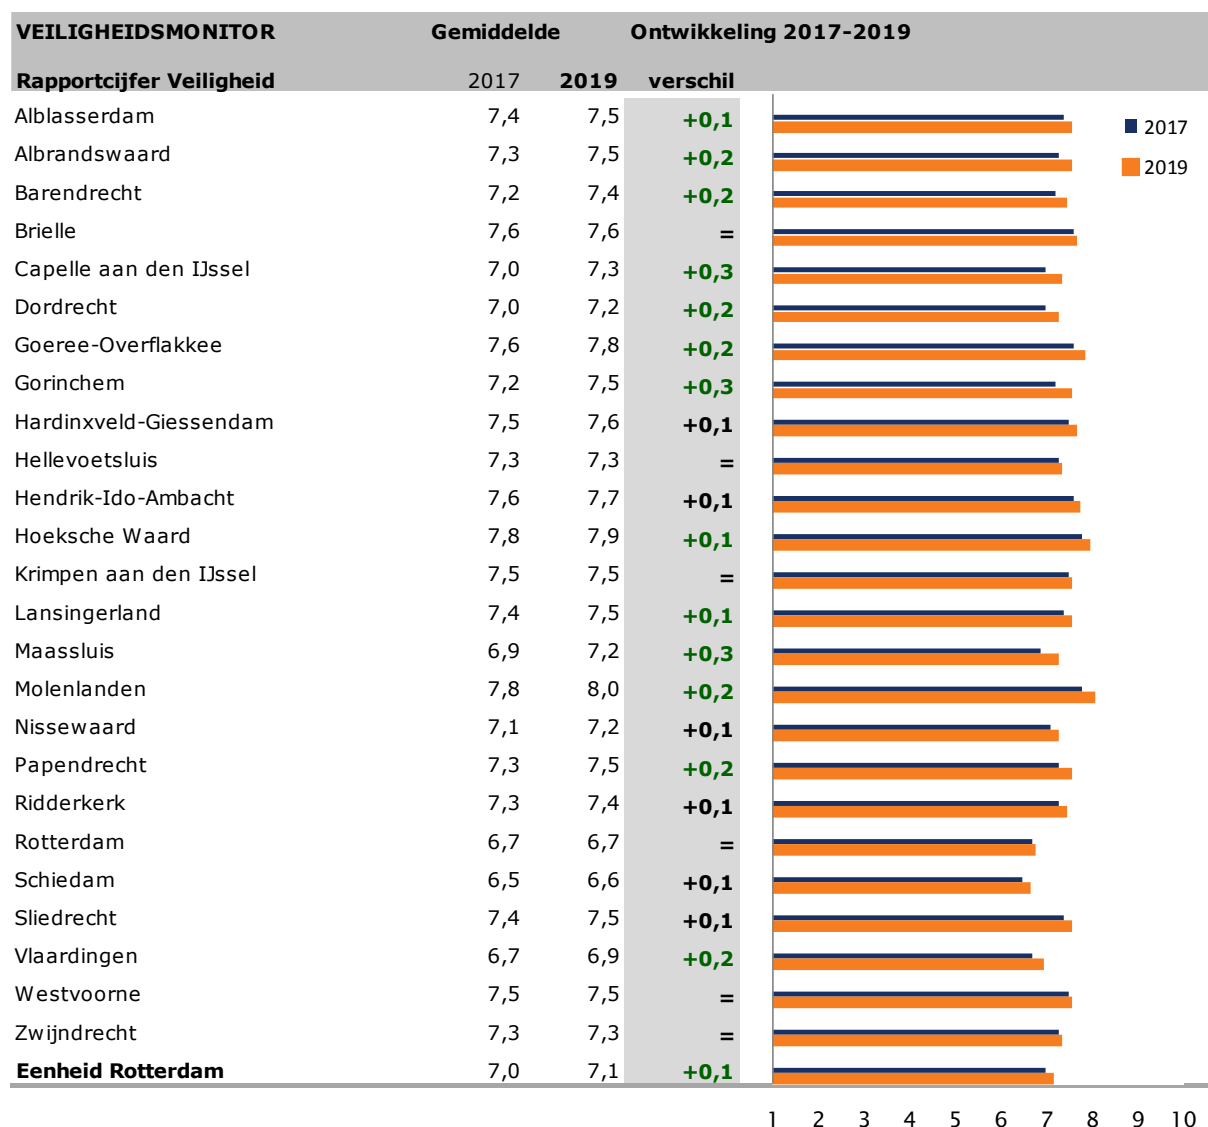 VEILIGHEIDSMONITOR Gemiddelde Ontwikkeling 2017-2019
Rapportcijfer Veiligheid 2017 2019 verschil
Alblasserdam 7,4 7,5 +0,1
2017
Albrandswaard 7,3 7,5 +0,2
2019
Barendrecht 7,2 7,4 +0,2
Brielle 7,6 7,6 =
Capelle aan den IJssel 7,0 7,3 +0,3
Dordrecht 7,0 7,2 +0,2
Goeree-Overflakkee 7,6 7,8 +0,2
Gorinchem 7,2 7,5 +0,3
Hardinxveld-Giessendam 7,5 7,6 +0,1
Hellevoetsluis 7,3 7,3 =
Hendrik-Ido-Ambacht 7,6 7,7 +0,1
Hoeksche Waard 7,8 7,9 +0,1
Krimpen aan den IJssel 7,5 7,5 =
Lansingerland 7,4 7,5 +0,1
Maassluis 6,9 7,2 +0,3
Molenlanden 7,8 8,0 +0,2
Nissewaard 7,1 7,2 +0,1
Papendrecht 7,3 7,5 +0,2
Ridderkerk 7,3 7,4 +0,1
Rotterdam 6,7 6,7 =
Schiedam 6,5 6,6 +0,1
Sliedrecht 7,4 7,5 +0,1
Vlaardingen 6,7 6,9 +0,2
Westvoorne 7,5 7,5 =
Zwijndrecht 7,3 7,3 =
Eenheid Rotterdam 7,0 7,1 +0,1
1 2 3 4 5 6 7 8 9 10